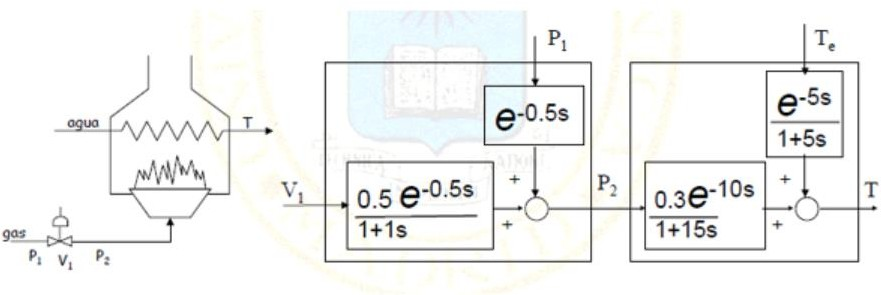 agua
T
gas
P1
V1
P2
V1
0.5 e-0.5s
1+1s
+
+
P1
e-0.5s
P2
0.3e-10s
1+15s
+
+
Te
e-5s
1+5s
T